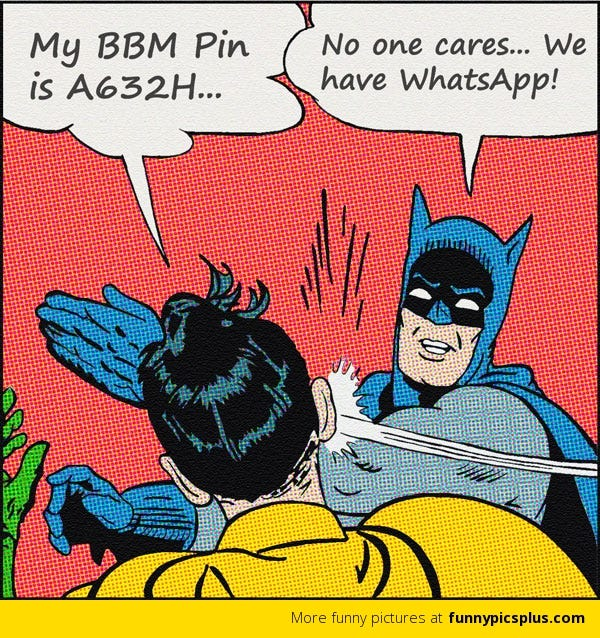 My BBM Pin
is A632H...
No one cares... We
have WhatsApp!
More funny pictures at funnypicsplus.com